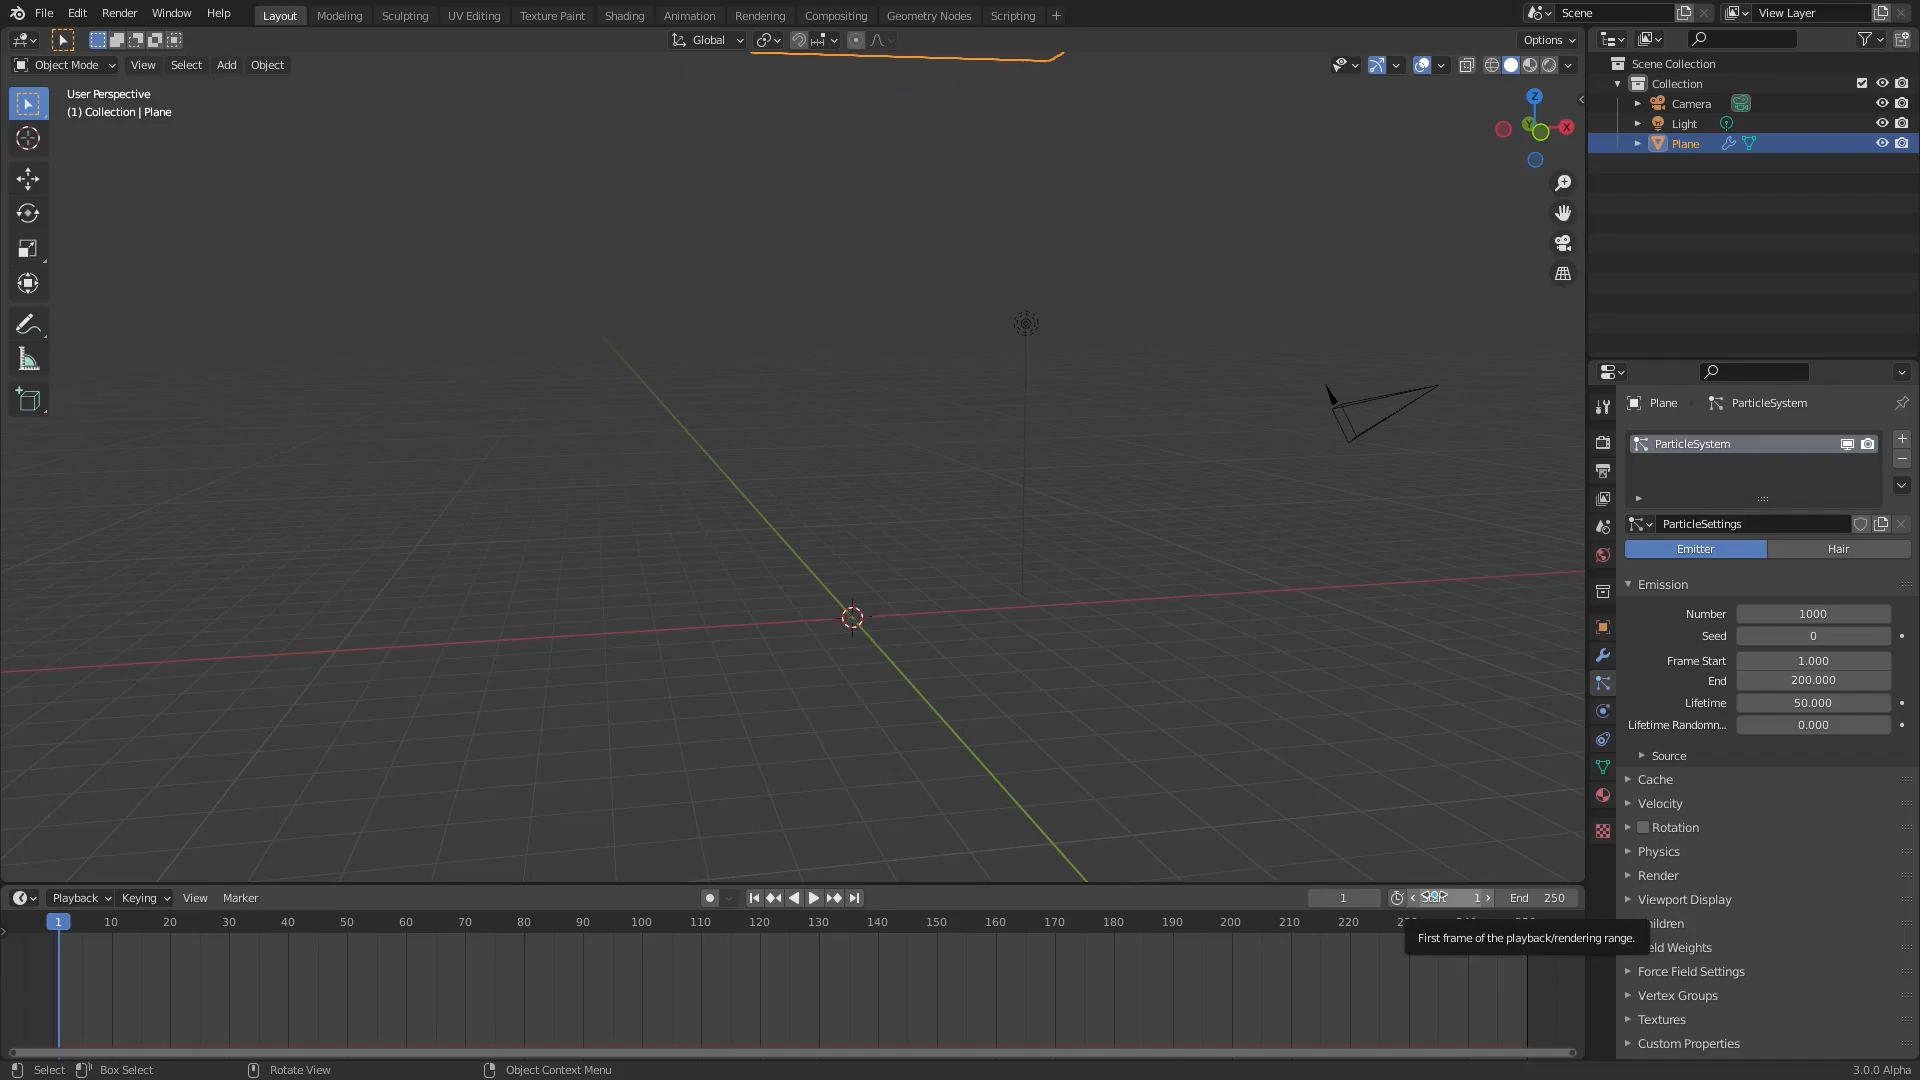 File Edit Render Window Help
Layout Modeling Sculpting UV Editing Texture Paint Shading Animation Rendering Compositing Geometry Nodes Scripting +
Scene
View Layer
Global
Options
Object Mode View Select Add Object
User Perspective
(1) Collection | Plane
Z
Y
X
Scene Collection
Collection
Camera
Light
Plane
Plane ParticleSystem
ParticleSystem
ParticleSettings
Emitter Hair
Emission
Number 1000
Seed 0
Frame Start 1.000
End 200.000
Lifetime 50.000
Lifetime Randomn... 0.000
Source
Cache
Velocity
Rotation
Physics
Render
Viewport Display
Force Field Settings
Vertex Groups
Textures
Custom Properties
Playback Keying View Marker
1
Start 1
End 250
1 10 20 30 40 50 60 70 80 90 100 110 120 130 140 150 160 170 180 190 200 210 220
First frame of the playback/rendering range.
Select Box Select Rotate View Object Context Menu
3.0.0 Alpha